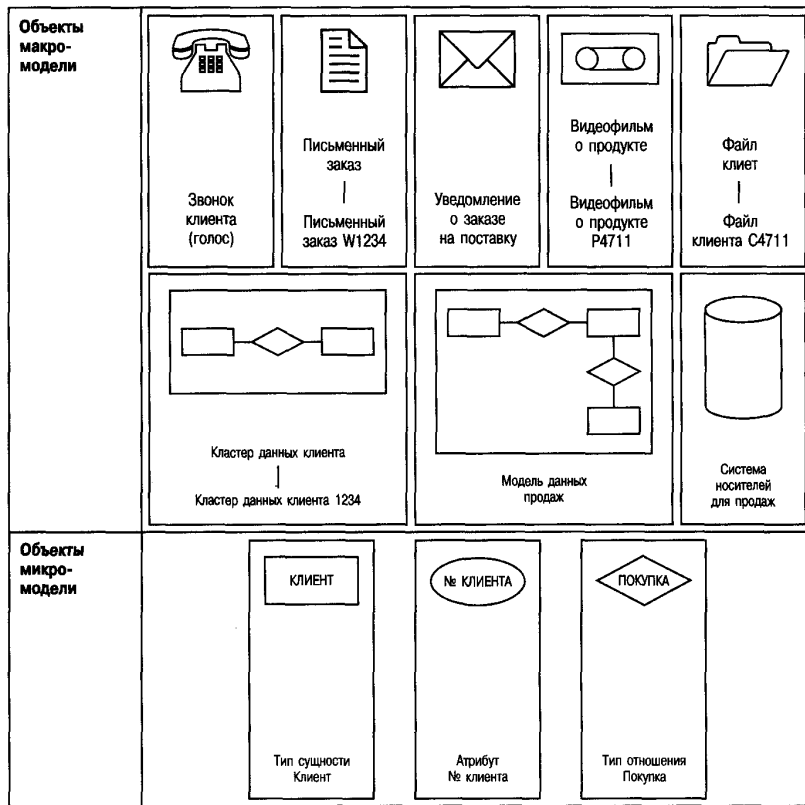 Объекты
макро-
модели
Звонок
клиента
(голос)
Письменный
заказ
Письменный
заказ W1234
Уведомление
о заказе
на поставку
Видеофильм
о продукте
Видеофильм
о продукте
P4711
Файл
клиет
Файл
клиента C4711
Кластер данных клиента
Кластер данных клиента 1234
Модель данных
продаж
Система
носителей
для продаж
Объекты
микро-
модели
КЛИЕНТ
Тип сущности
Клиент
№ КЛИЕНТА
Атрибут
№ клиента
ПОКУПКА
Тип отношения
Покупка